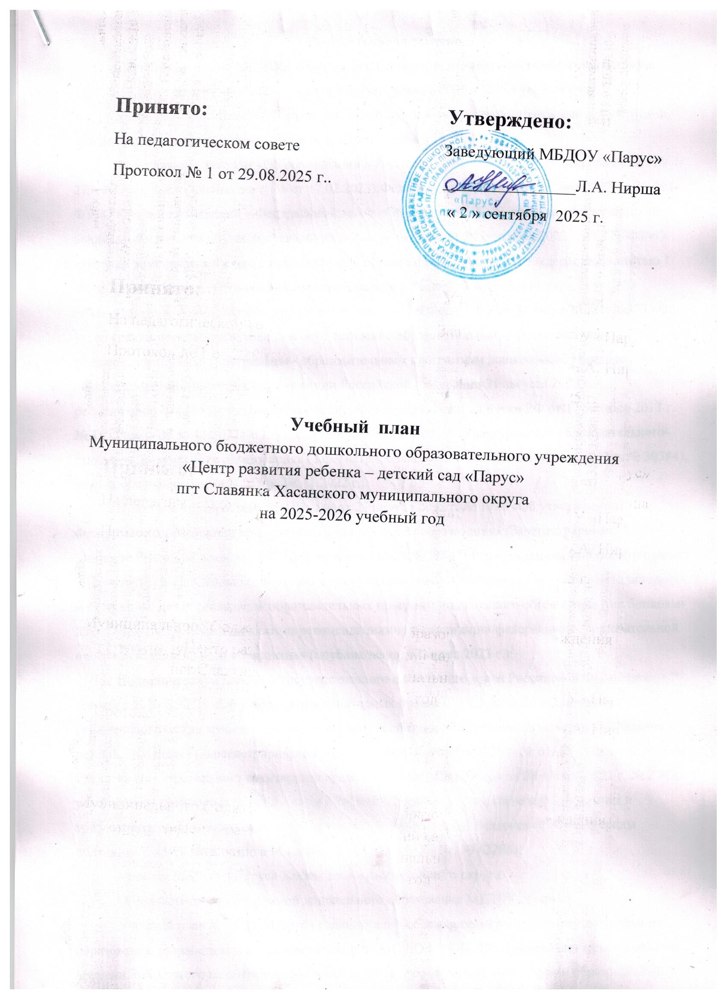 Принято:
На педагогическом совете
Протокол № 1 от 29.08.2025 г..
Утверждено:
Заведующий МБДОУ «Парус»
Л.А. Нирша
« 2 » сентября 2025 г.
«Парус»
Учебный план
Муниципального бюджетного дошкольного образовательного учреждения
«Центр развития ребенка – детский сад «Парус»
пгт Славянка Хасанского муниципального округа
на 2025-2026 учебный год